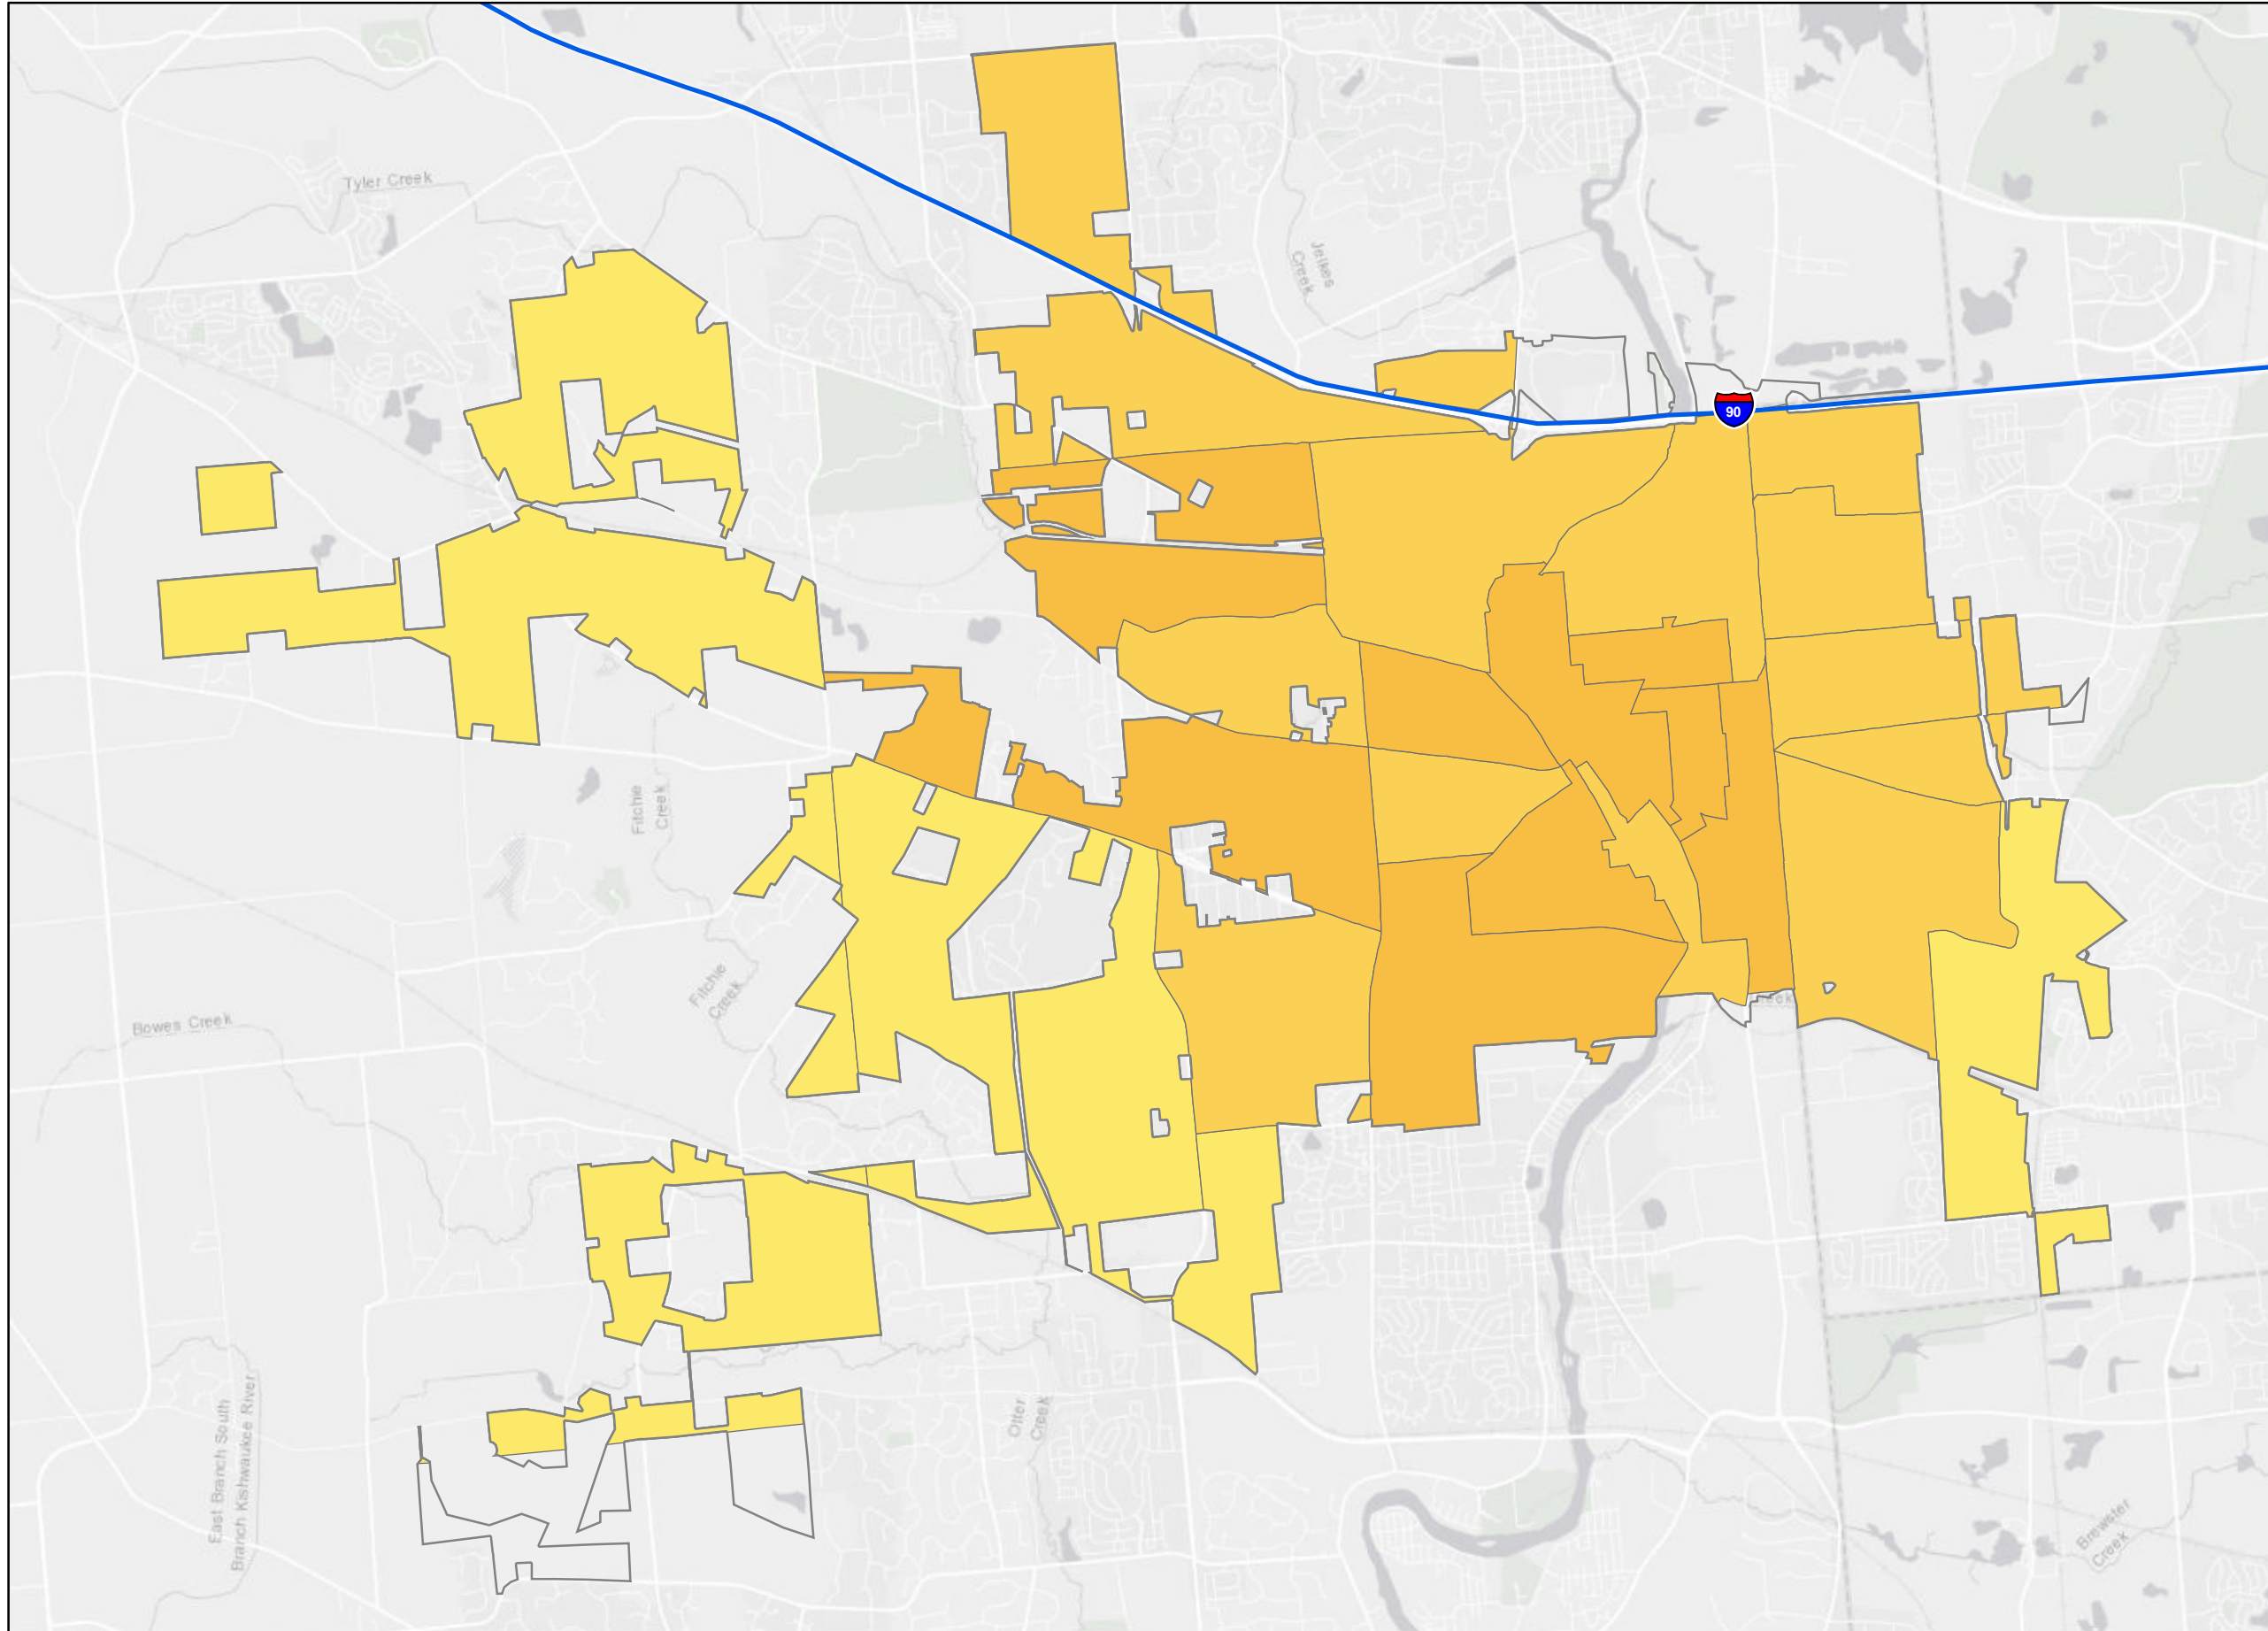 Tyler Creek
Jelkes
Creek
90
Fitchie
Creek
Fitchie
Creek
Bowes Creek
eek
Otter
Creek
East Branch South
Branch Kishwaukee River
Brewster
Creek